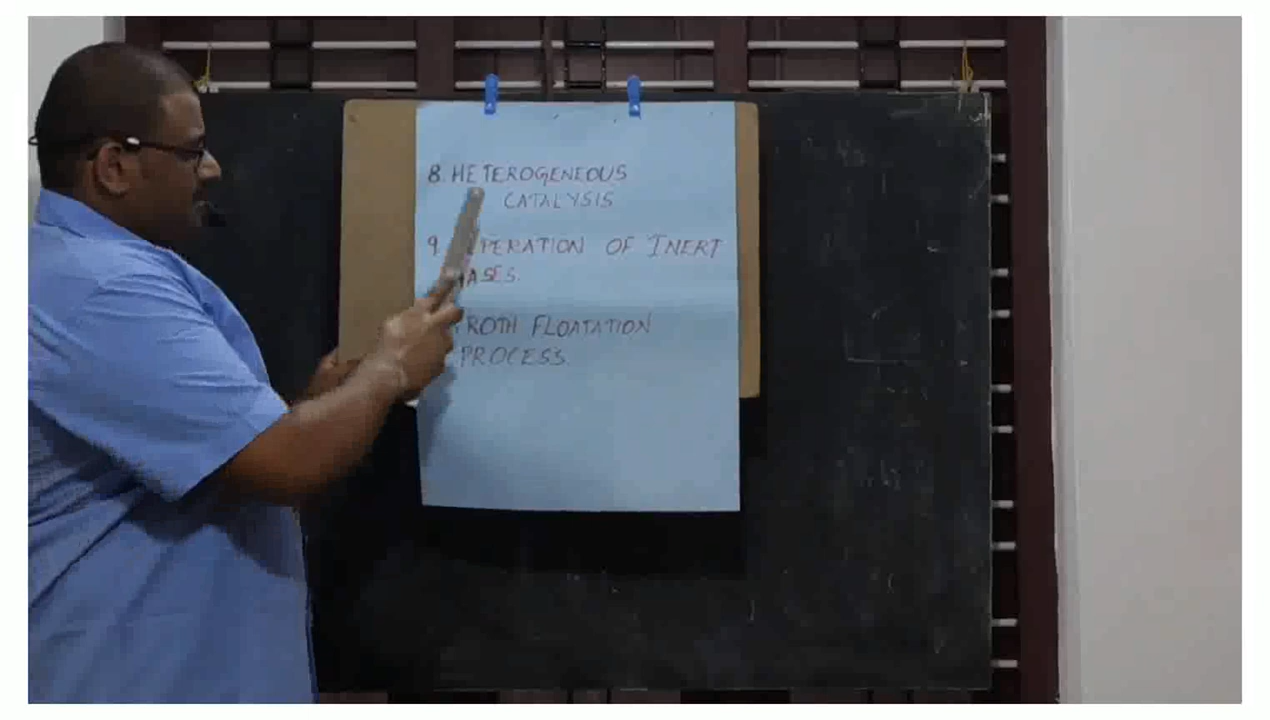 8. HETEROGENEOUS
CATALYSIS
9. OF INERT
FLOATATION
PROCESS.